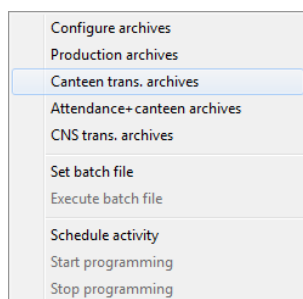 Configure archives
Production archives
Canteen trans. archives
Attendance+canteen archives
CNS trans. archives
Set batch file
Execute batch file
Schedule activity
Start programming
Stop programming